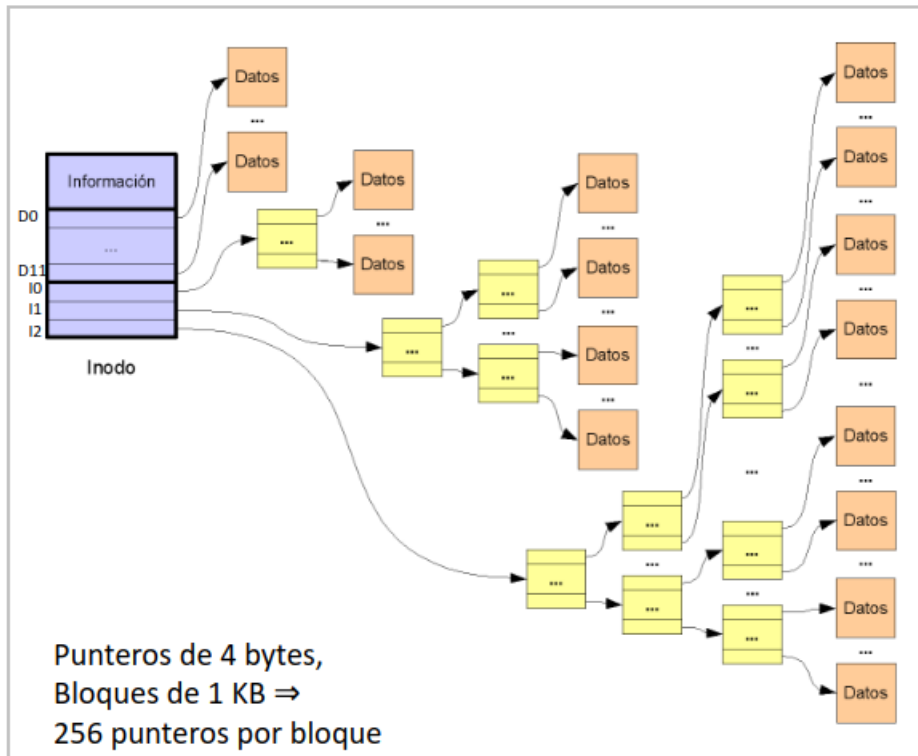 Datos
...
Datos
Información
D0
...
D11
I0
I1
I2
Inodo
...
Datos
...
Datos
...
...
...
...
Datos
...
Datos
...
Datos
...
Datos
...
...
...
...
...
...
...
...
...
...
...
Datos
...
Datos
...
Datos
...
Datos
...
Datos
...
Datos
...
Datos
...
Datos
Punteros de 4 bytes,
Bloques de 1 KB ⇒
256 punteros por bloque